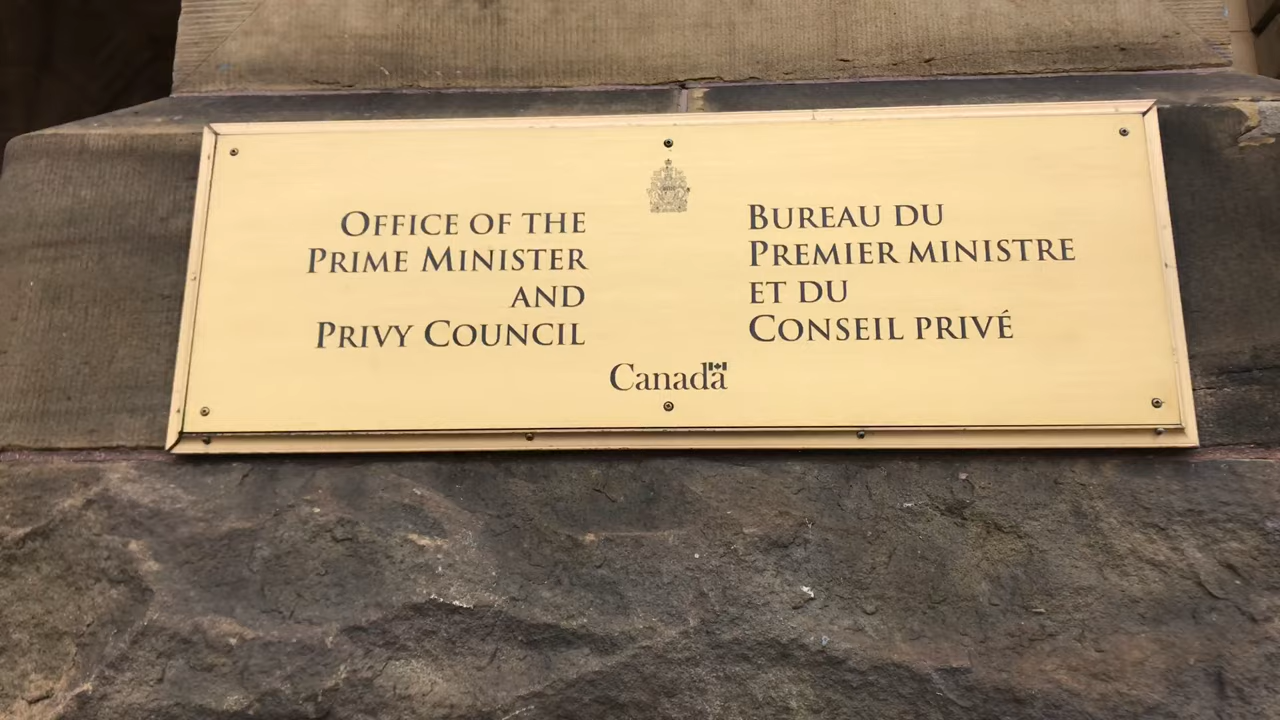 OFFICE OF THE
PRIME MINISTER
AND
PRIVY COUNCIL
BUREAU DU
PREMIER MINISTRE
ET DU
CONSEIL PRIVÉ
Canada